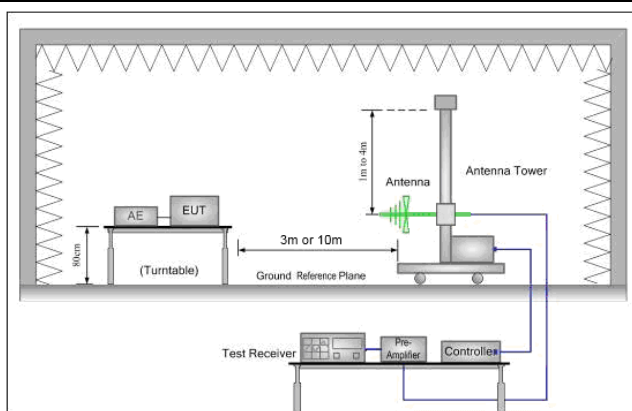 1m to 4m
Antenna
Antenna Tower
AE
EUT
3m or 10m
80cm
(Turntable)
Ground Reference Plane
Test Receiver
Pre-
Amplifier
Controller